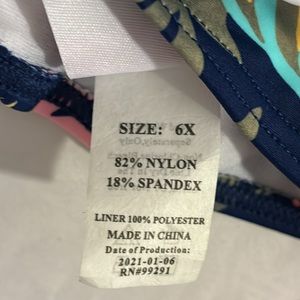 SIZE: 6X
82% NYLON
18% SPANDEX
LINER 100% POLYESTER
MADE IN CHINA
Date of Production:
2021-01-06
RN#99291